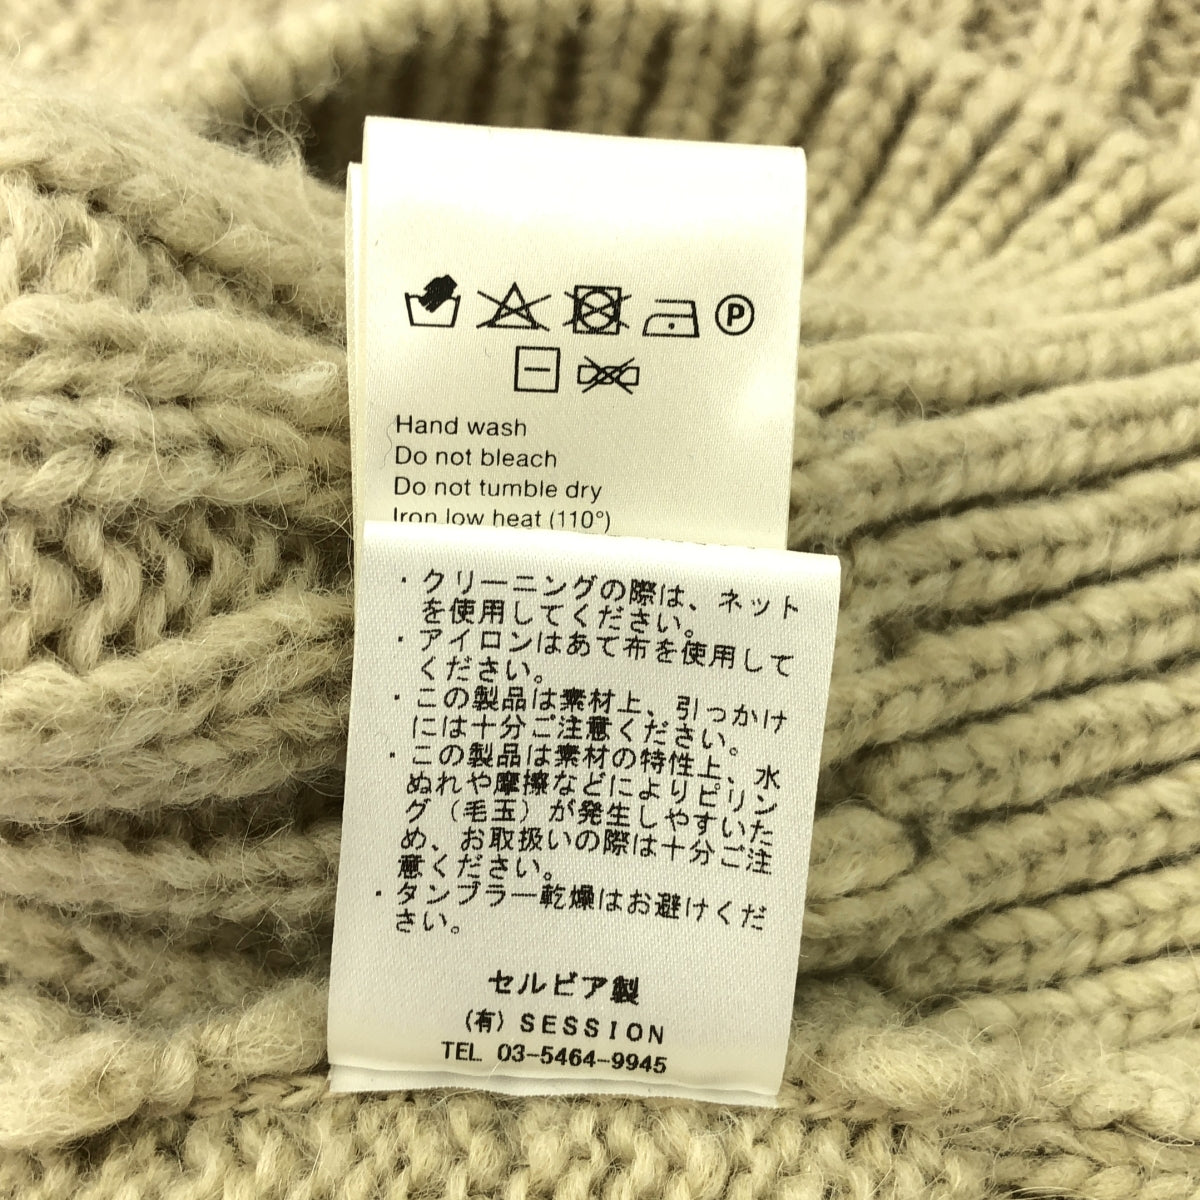 P
Hand wash
Do not bleach
Do not tumble dry
Iron low heat (110°)
・クリーニングの際は、ネット
を使用してください。
・アイロンはあて布を使用して
ください。
・この製品は素材上、引っかけ
には十分ご注意ください。
・この製品は素材の特性上、水
ぬれや摩擦などによりピリン
グ（毛玉）が発生しやすいた
め、お取扱いの際は十分ご注
意ください。
・タンブラー乾燥はお避けくだ
さい。
セルビア製
(有) SESSION
TEL 03-5464-9945